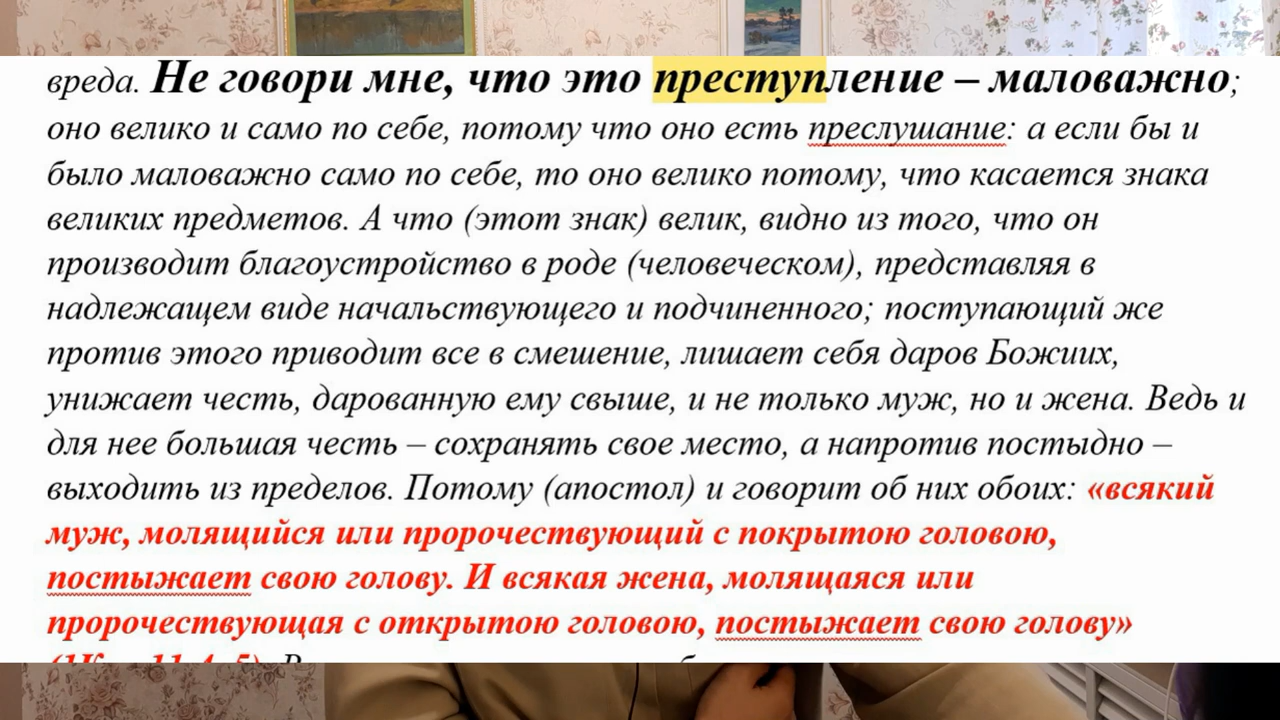 вреда. Не говори мне, что это преступление – маловажно;
оно велико и само по себе, потому что оно есть преслушание: а если бы и
было маловажно само по себе, то оно велико потому, что касается знака
великих предметов. А что (этот знак) велик, видно из того, что он
производит благоустройство в роде (человеческом), представляя в
надлежащем виде начальствующего и подчиненного; поступающий же
против этого приводит все в смешение, лишает себя даров Божиих,
унижает честь, дарованную ему свыше, и не только муж, но и жена. Ведь и
для нее большая честь – сохранять свое место, а напротив постыдно –
выходить из пределов. Потому (апостол) и говорит об них обоих: «всякий
муж, молящийся или пророчествующий с покрытою головою,
постыжает свою голову. И всякая жена, молящаяся или
пророчествующая с открытою головою, постыжает свою голову»